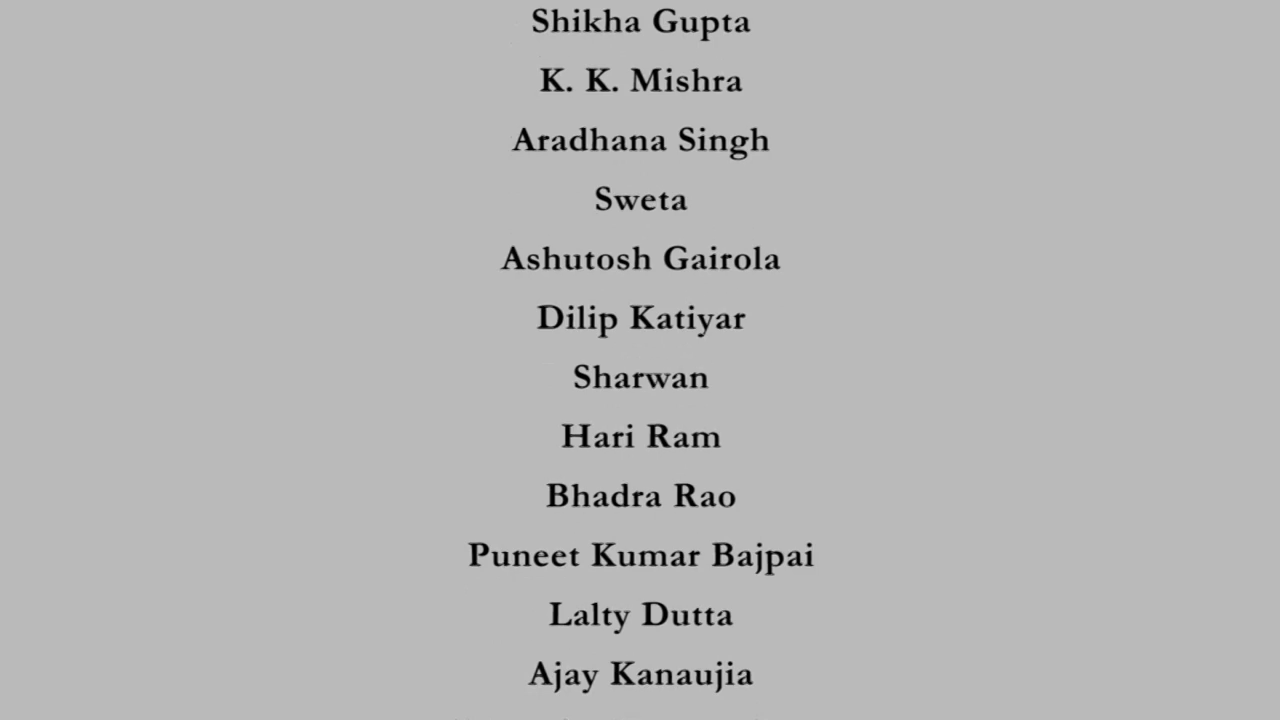 Shikha Gupta
K. K. Mishra
Aradhana Singh
Sweta
Ashutosh Gairola
Dilip Katiyar
Sharwan
Hari Ram
Bhadra Rao
Puneet Kumar Bajpai
Lalty Dutta
Ajay Kanaujia